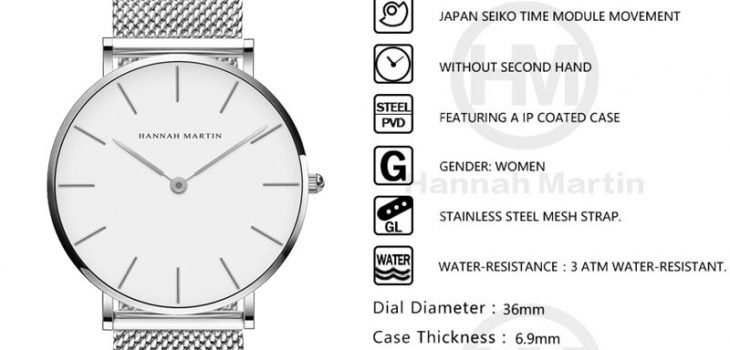 HANNAH MARTIN
JAPAN SEIKO TIME MODULE MOVEMENT
WITHOUT SECOND HAND
STEEL
PVD
FEATURING A IP COATED CASE
G
GENDER: WOMEN
GL
STAINLESS STEEL MESH STRAP.
WATER
WATER-RESISTANCE : 3 ATM WATER-RESISTANT.
Dial Diameter : 36mm
Case Thickness : 6.9mm
HM
Hannah Martin